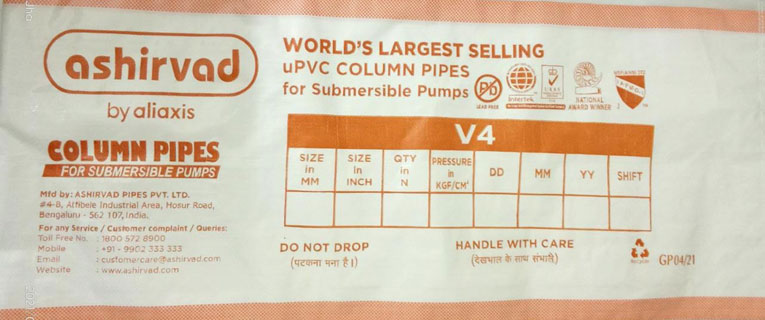 ashirvad
by aliaxis
COLUMN PIPES
FOR SUBMERSIBLE PUMPS
Mfd by: ASHIRVAD PIPES PVT. LTD.
#4-B, Attibele Industrial Area, Hosur Road,
Bengaluru - 562 107, India.
For any Service / Customer complaint / Queries:
Toll Free No. : 1800 572 8900
Mobile : +91 - 9902 333 333
Email : customercare@ashirvad.com
Website : www.ashirvad.com
WORLD'S LARGEST SELLING
uPVC COLUMN PIPES
for Submersible Pumps
Pb
LEAD FREE
Intertek
NATIONAL
AWARD WINNER
V4
SIZE in MM
SIZE in INCH
QTY in N
PRESSURE in KGF/CM²
DD
MM
YY
SHIFT
DO NOT DROP
(पटकना मना है।)
HANDLE WITH CARE
(देखभाल के साथ संभालें)
GP04/21